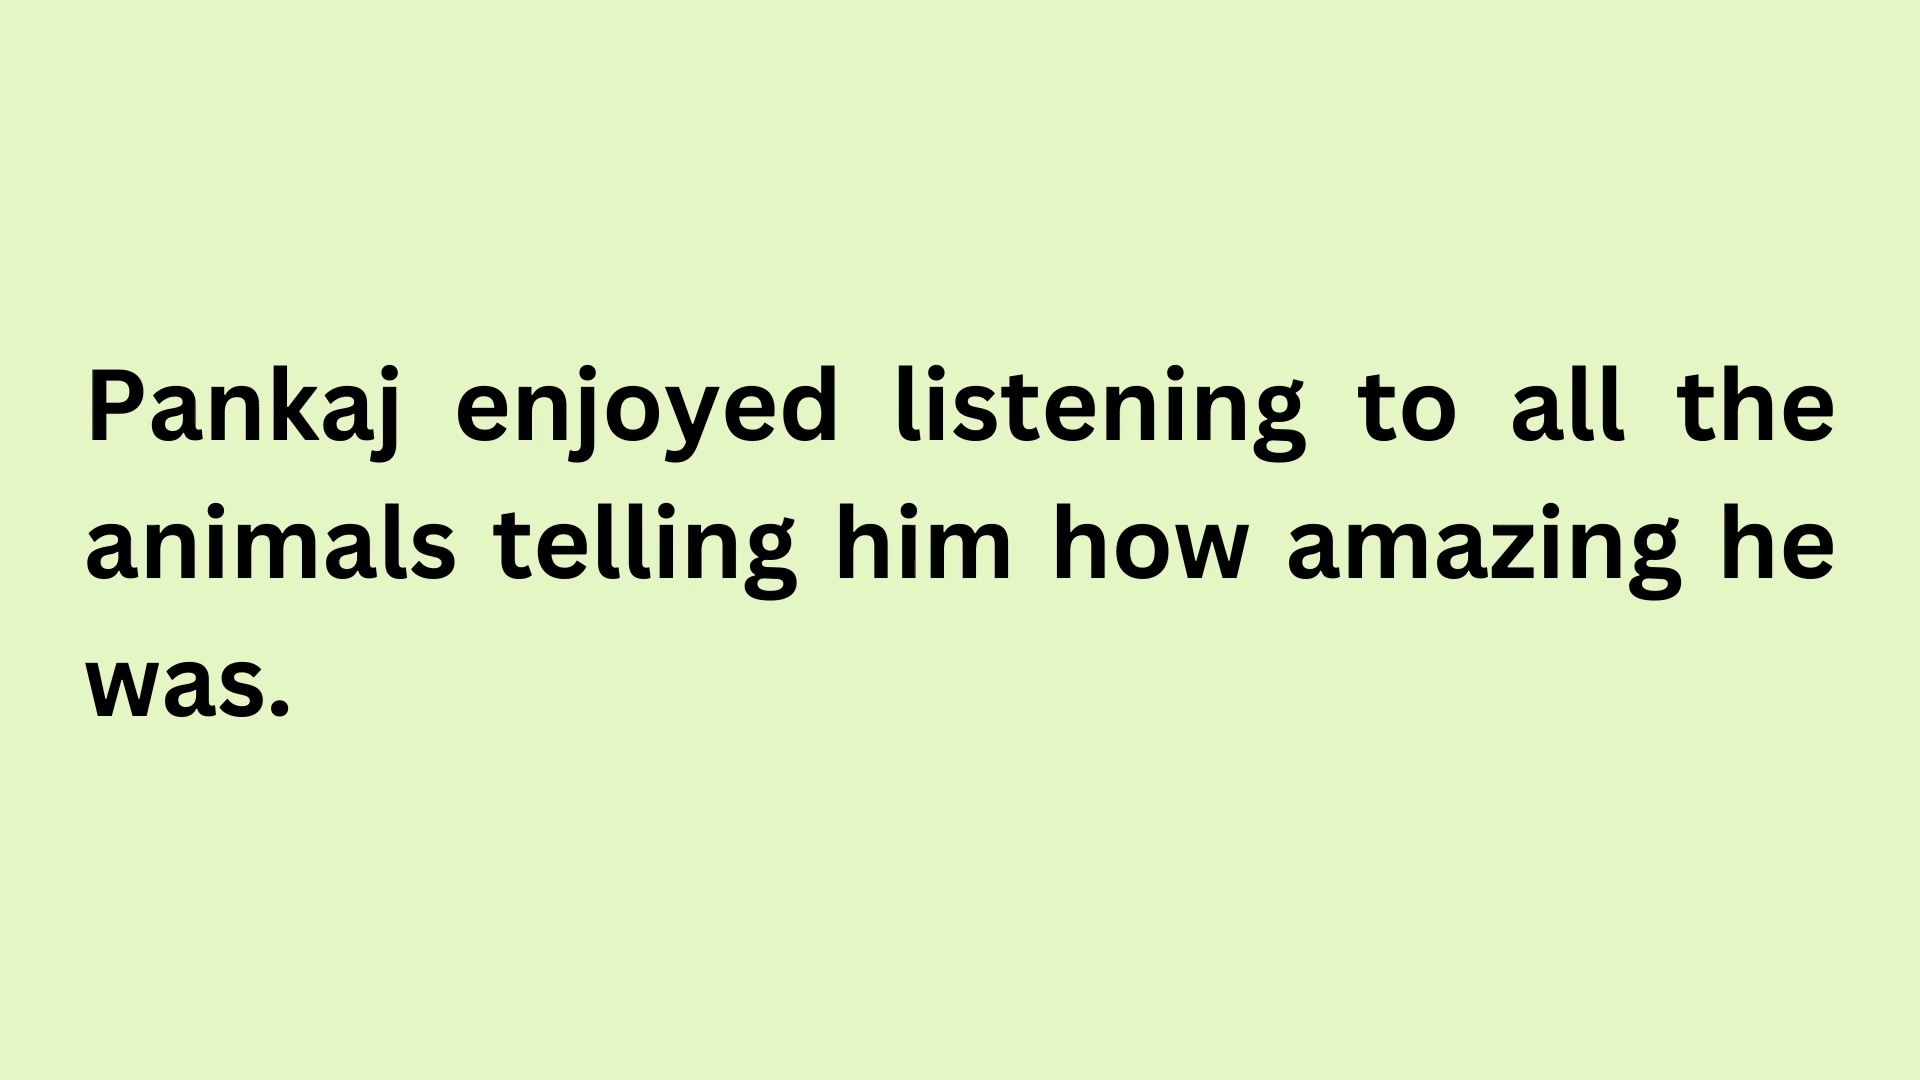 Pankaj enjoyed listening to all the
animals telling him how amazing he
was.